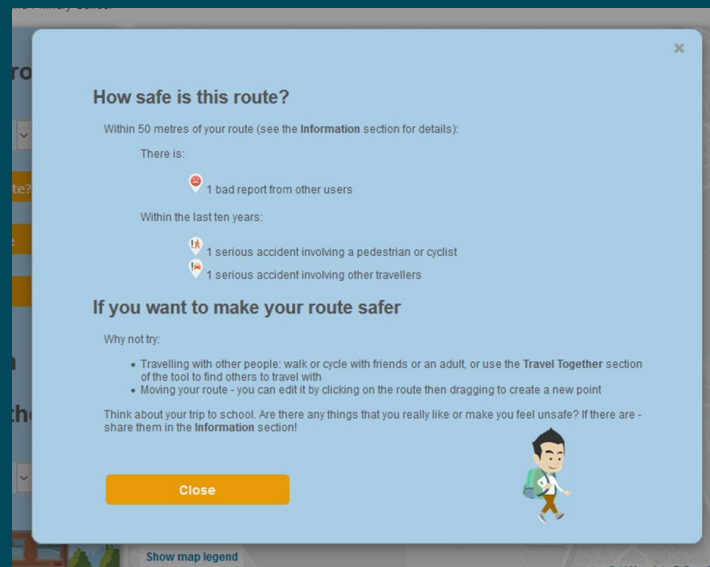 Primary School
×
ro
How safe is this route?
Within 50 metres of your route (see the Information section for details):
There is:
1 bad report from other users
te?
Within the last ten years:
1 serious accident involving a pedestrian or cyclist
1 serious accident involving other travellers
If you want to make your route safer
Why not try:
• Travelling with other people: walk or cycle with friends or an adult, or use the Travel Together section
of the tool to find others to travel with
• Moving your route - you can edit it by clicking on the route then dragging to create a new point
Think about your trip to school. Are there any things that you really like or make you feel unsafe? If there are -
share them in the Information section!
Close
Show map legend